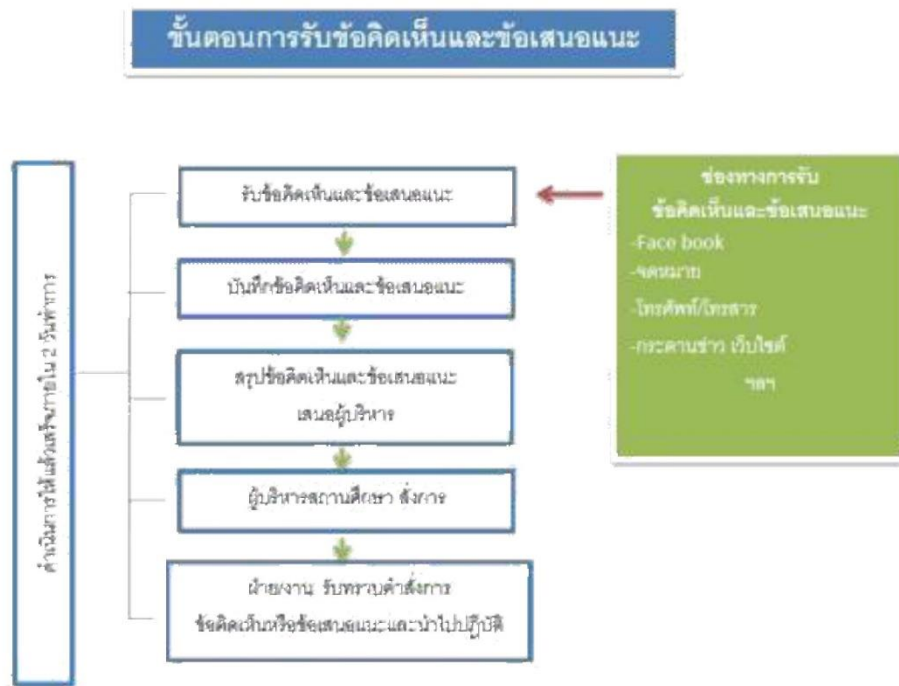 ขั้นตอนการรับข้อคิดเห็นและข้อเสนอแนะ
ดำเนินการให้แล้วเสร็จภายใน 2 วันทำการ
รับข้อคิดเห็นและข้อเสนอแนะ
บันทึกข้อคิดเห็นและข้อเสนอแนะ
สรุปข้อคิดเห็นและข้อเสนอแนะ
เสนอผู้บริหาร
ผู้บริหารสถานศึกษา สั่งการ
ฝ่าย/งาน รับทราบคำสั่งการ
ข้อคิดเห็นหรือข้อเสนอแนะและนำไปปฏิบัติ
ช่องทางการรับ
ข้อคิดเห็นและข้อเสนอแนะ
-Face book
-จดหมาย
-โทรศัพท์/โทรสาร
-กระดานข่าว เว็บไซต์
ฯลฯ